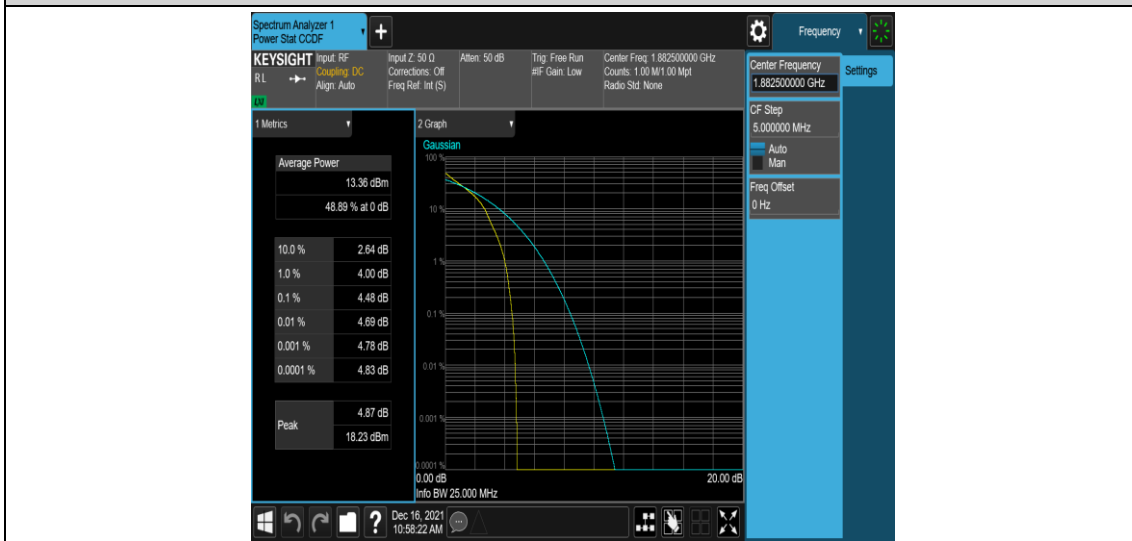 Spectrum Analyzer 1
Power Stat CCDF
+
Frequency
KEYSIGHT
RL
LXI
Input: RF
Coupling: DC
Align: Auto
Input Z: 50 Ω
Corrections: Off
Freq Ref: Int (S)
Atten: 50 dB
Trig: Free Run
#IF Gain: Low
Center Freq: 1.882500000 GHz
Counts: 1.00 M/1.00 Mpt
Radio Std: None
Center Frequency
1.882500000 GHz
Settings
CF Step
5.000000 MHz
Auto
Man
Freq Offset
0 Hz
1 Metrics
Average Power
13.36 dBm
48.89 % at 0 dB
10.0 % 2.64 dB
1.0 % 4.00 dB
0.1 % 4.48 dB
0.01 % 4.69 dB
0.001 % 4.78 dB
0.0001 % 4.83 dB
Peak
4.87 dB
18.23 dBm
2 Graph
Gaussian
100 %
10 %
1 %
0.1 %
0.01 %
0.001 %
0.0001 %
0.00 dB 20.00 dB
Info BW 25.000 MHz
?
Dec 16, 2021
10:58:22 AM